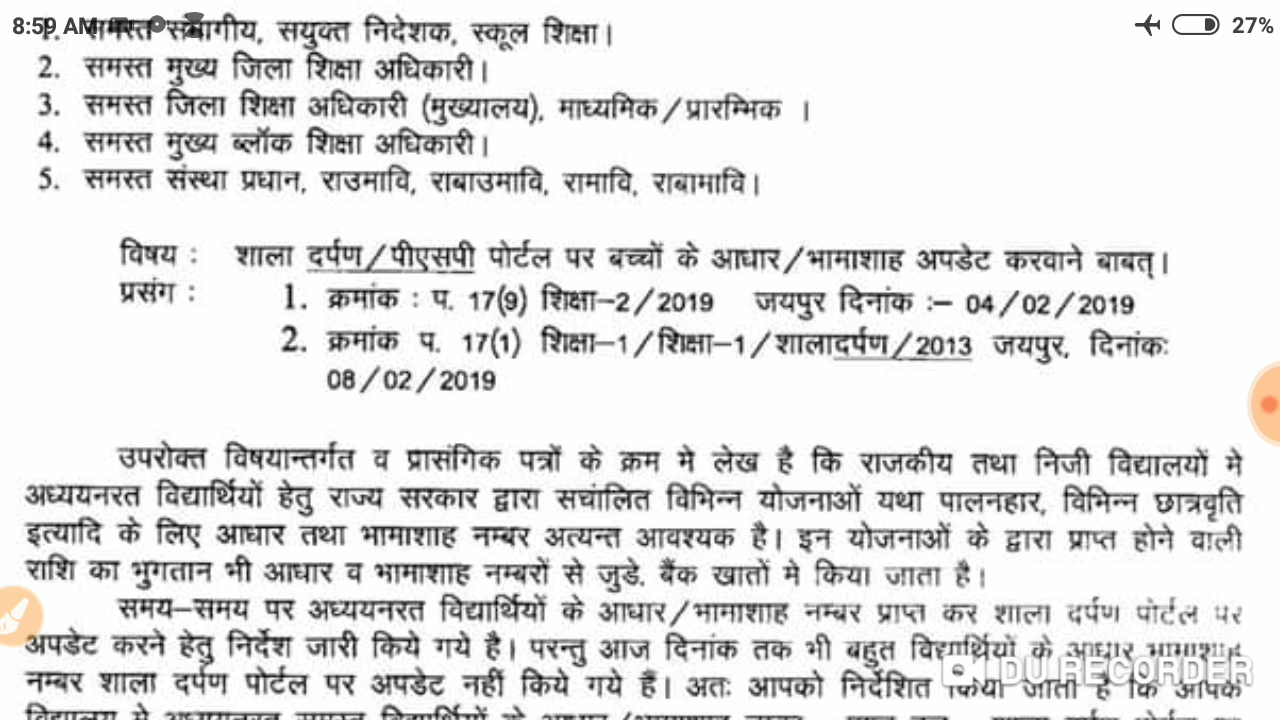 8:59 AM
27%
1. समस्त संभागीय, सयुक्त निदेशक, स्कूल शिक्षा।
2. समस्त मुख्य जिला शिक्षा अधिकारी।
3. समस्त जिला शिक्षा अधिकारी (मुख्यालय), माध्यमिक/प्रारम्भिक ।
4. समस्त मुख्य ब्लॉक शिक्षा अधिकारी।
5. समस्त संस्था प्रधान, राउमावि, राबाउमावि, रामावि, राबामावि।
विषय : शाला दर्पण/पीएसपी पोर्टल पर बच्चों के आधार/भामाशाह अपडेट करवाने बाबत्।
प्रसंग : 1. क्रमांक : प. 17(9) शिक्षा-2/2019 जयपुर दिनांक :- 04/02/2019
2. क्रमांक प. 17(1) शिक्षा-1/शिक्षा-1/शालादर्पण/2013 जयपुर, दिनांकः
08/02/2019
उपरोक्त विषयान्तर्गत व प्रासंगिक पत्रों के क्रम मे लेख है कि राजकीय तथा निजी विद्यालयों मे
अध्ययनरत विद्यार्थियों हेतु राज्य सरकार द्वारा सचांलित विभिन्न योजनाओं यथा पालनहार, विभिन्न छात्रवृति
इत्यादि के लिए आधार तथा भामाशाह नम्बर अत्यन्त आवश्यक है। इन योजनाओं के द्वारा प्राप्त होने वाली
राशि का भुगतान भी आधार व भामाशाह नम्बरों से जुडे. बैंक खातों मे किया जाता है।
समय-समय पर अध्ययनरत विद्यार्थियों के आधार/भामाशाह नम्बर प्राप्त कर शाला दर्पण पोर्टल पर
अपडेट करने हेतु निर्देश जारी किये गये है। परन्तु आज दिनांक तक भी बहुत विद्यार्थियों के आधार भामाशाह
नम्बर शाला दर्पण पोर्टल पर अपडेट नहीं किये गये हैं। अतः आपको निर्देशित किया जाता है कि आपके
विद्यालय मे अध्ययनरत समस्त विद्यार्थियों के आधार/भामाशाह
DU RECORDER